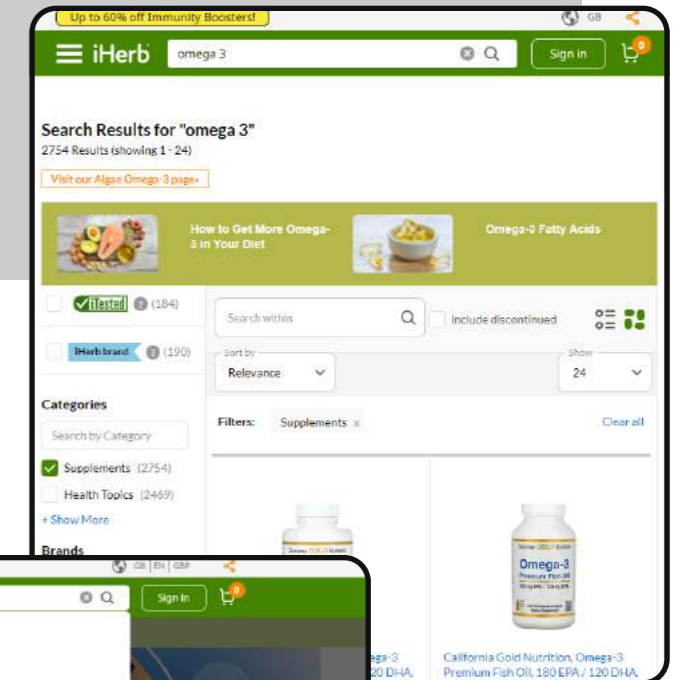 Up to 60% off Immunity Boosters!
GB
iHerb
omega 3
Sign in
0
Search Results for "omega 3"
2754 Results (showing 1 - 24)
Visit our Algae Omega-3 page»
How to Get More Omega-
3 in Your Diet
Omega-3 Fatty Acids
iTested
(184)
Search within
Include discontinued
iHerb brand
(190)
Sort by
Relevance
Show
24
Categories
Search by Category
Filters:
Supplements x
Clear all
Supplements (2754)
Health Topics (2469)
+ Show More
Brands
Omega-3
Premium Fish Oil
GB | EN | GBP
Sign in
0
ega-3
20 DHA,
California Gold Nutrition, Omega-3
Premium Fish Oil, 180 EPA / 120 DHA,